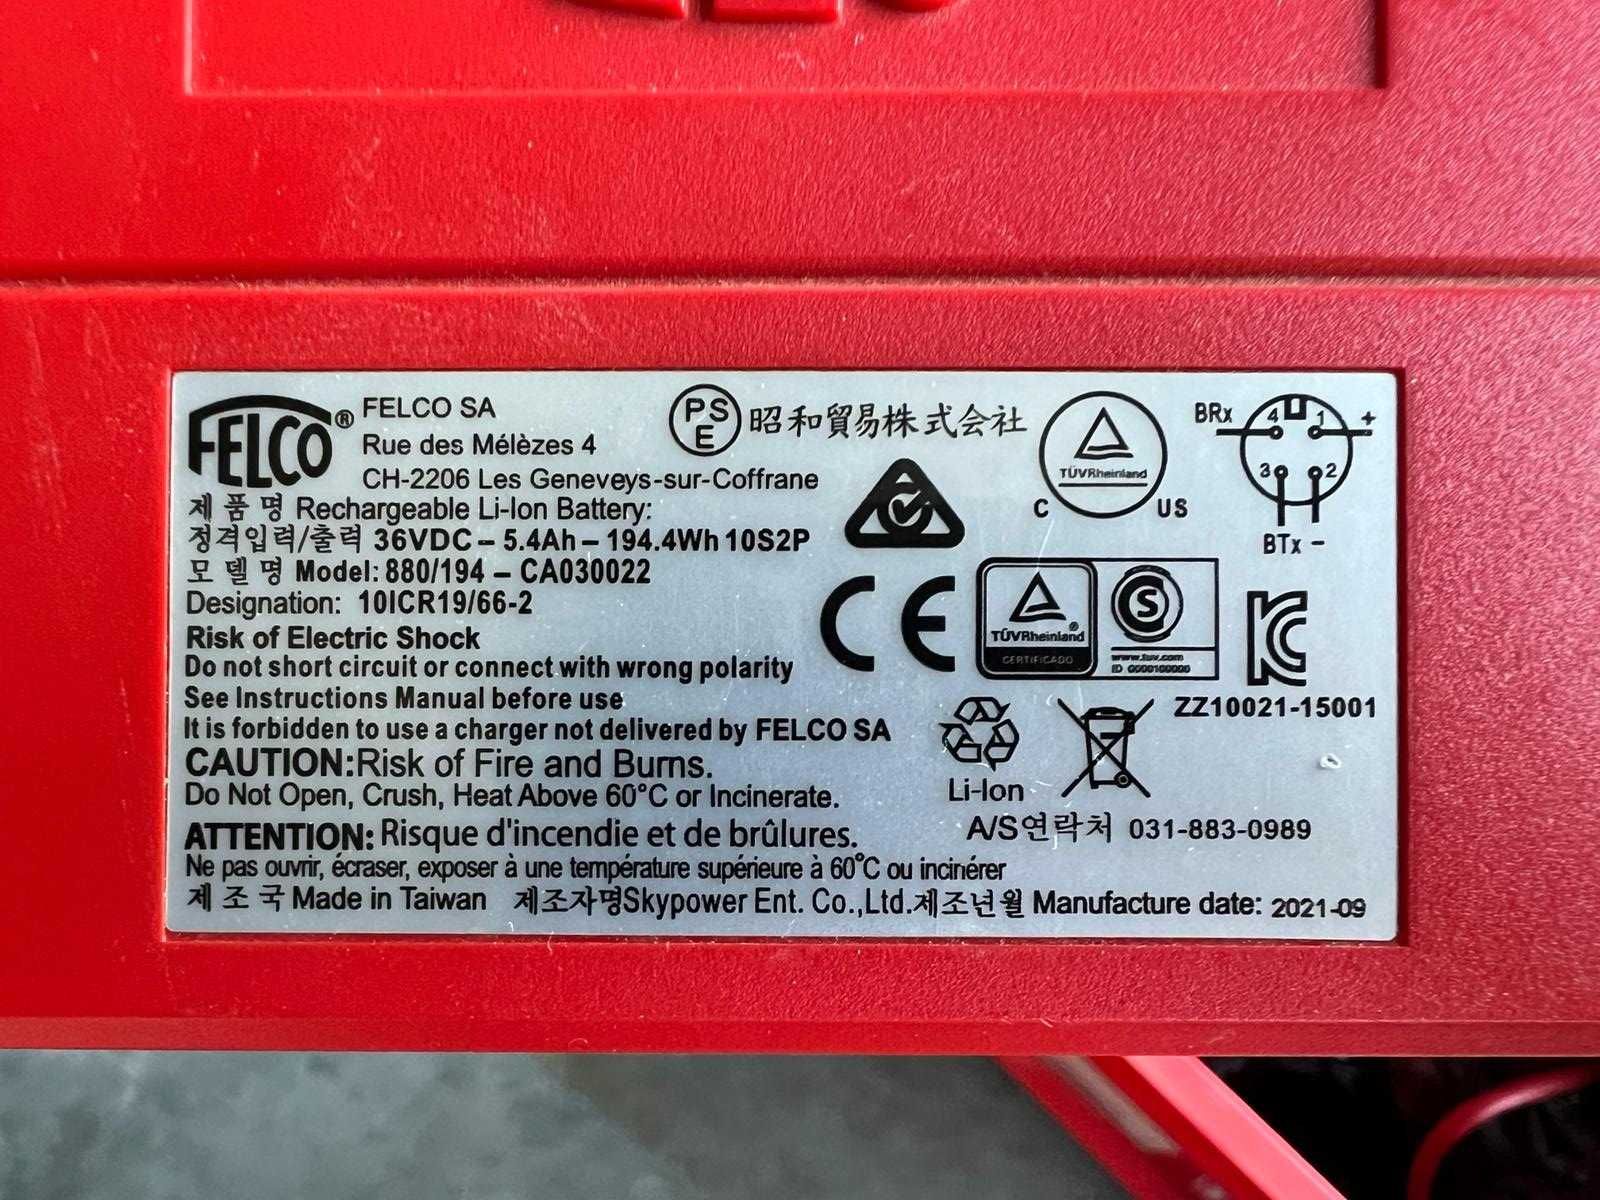 FELCO®
FELCO SA
Rue des Mélèzes 4
CH-2206 Les Geneveys-sur-Coffrane
PSE 昭和貿易株式会社
TÜVRheinland
C US
BRx 4 1 +
3 2
BTx -
제 품 명 Rechargeable Li-Ion Battery:
정격입력/출력 36VDC – 5.4Ah – 194.4Wh 10S2P
모 델 명 Model: 880/194 – CA030022
Designation: 10ICR19/66-2
Risk of Electric Shock
Do not short circuit or connect with wrong polarity
See Instructions Manual before use
It is forbidden to use a charger not delivered by FELCO SA
CE
TÜVRheinland®
CERTIFICADO
S
www.tuv.com
ID 0000100000
KC
ZZ10021-15001
Li-Ion
CAUTION:Risk of Fire and Burns.
Do Not Open, Crush, Heat Above 60°C or Incinerate.
A/S연락처 031-883-0989
ATTENTION: Risque d'incendie et de brûlures.
Ne pas ouvrir, écraser, exposer à une température supérieure à 60°C ou incinérer
제 조 국 Made in Taiwan 제조자명Skypower Ent. Co.,Ltd.제조년월 Manufacture date: 2021-09